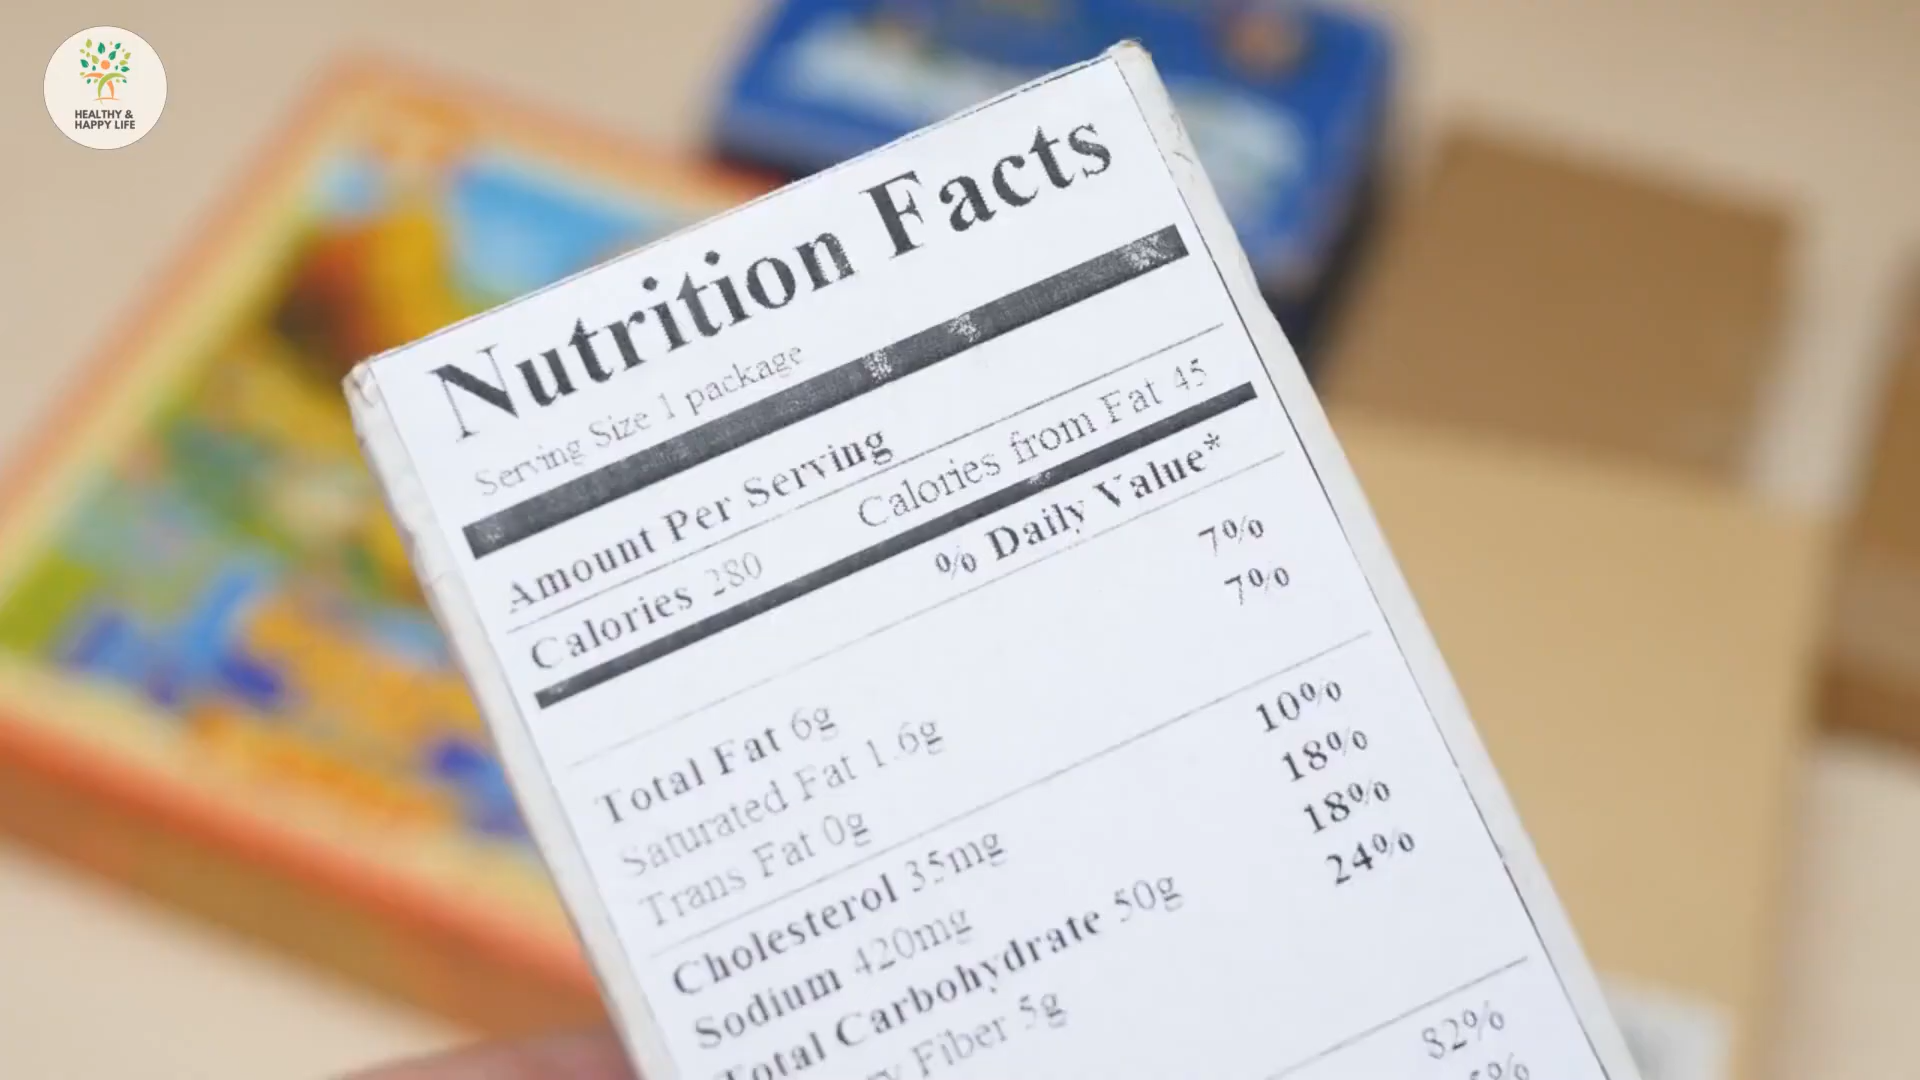 HEALTHY &
HAPPY LIFE
Nutrition Facts
Serving Size 1 package
Amount Per Serving
Calories 280 Calories from Fat 45
% Daily Value*
7%
7%
Total Fat 6g
Saturated Fat 1.6g
Trans Fat 0g
10%
18%
18%
24%
Cholesterol 35mg
Sodium 420mg
Total Carbohydrate 50g
Fiber 5g
82%